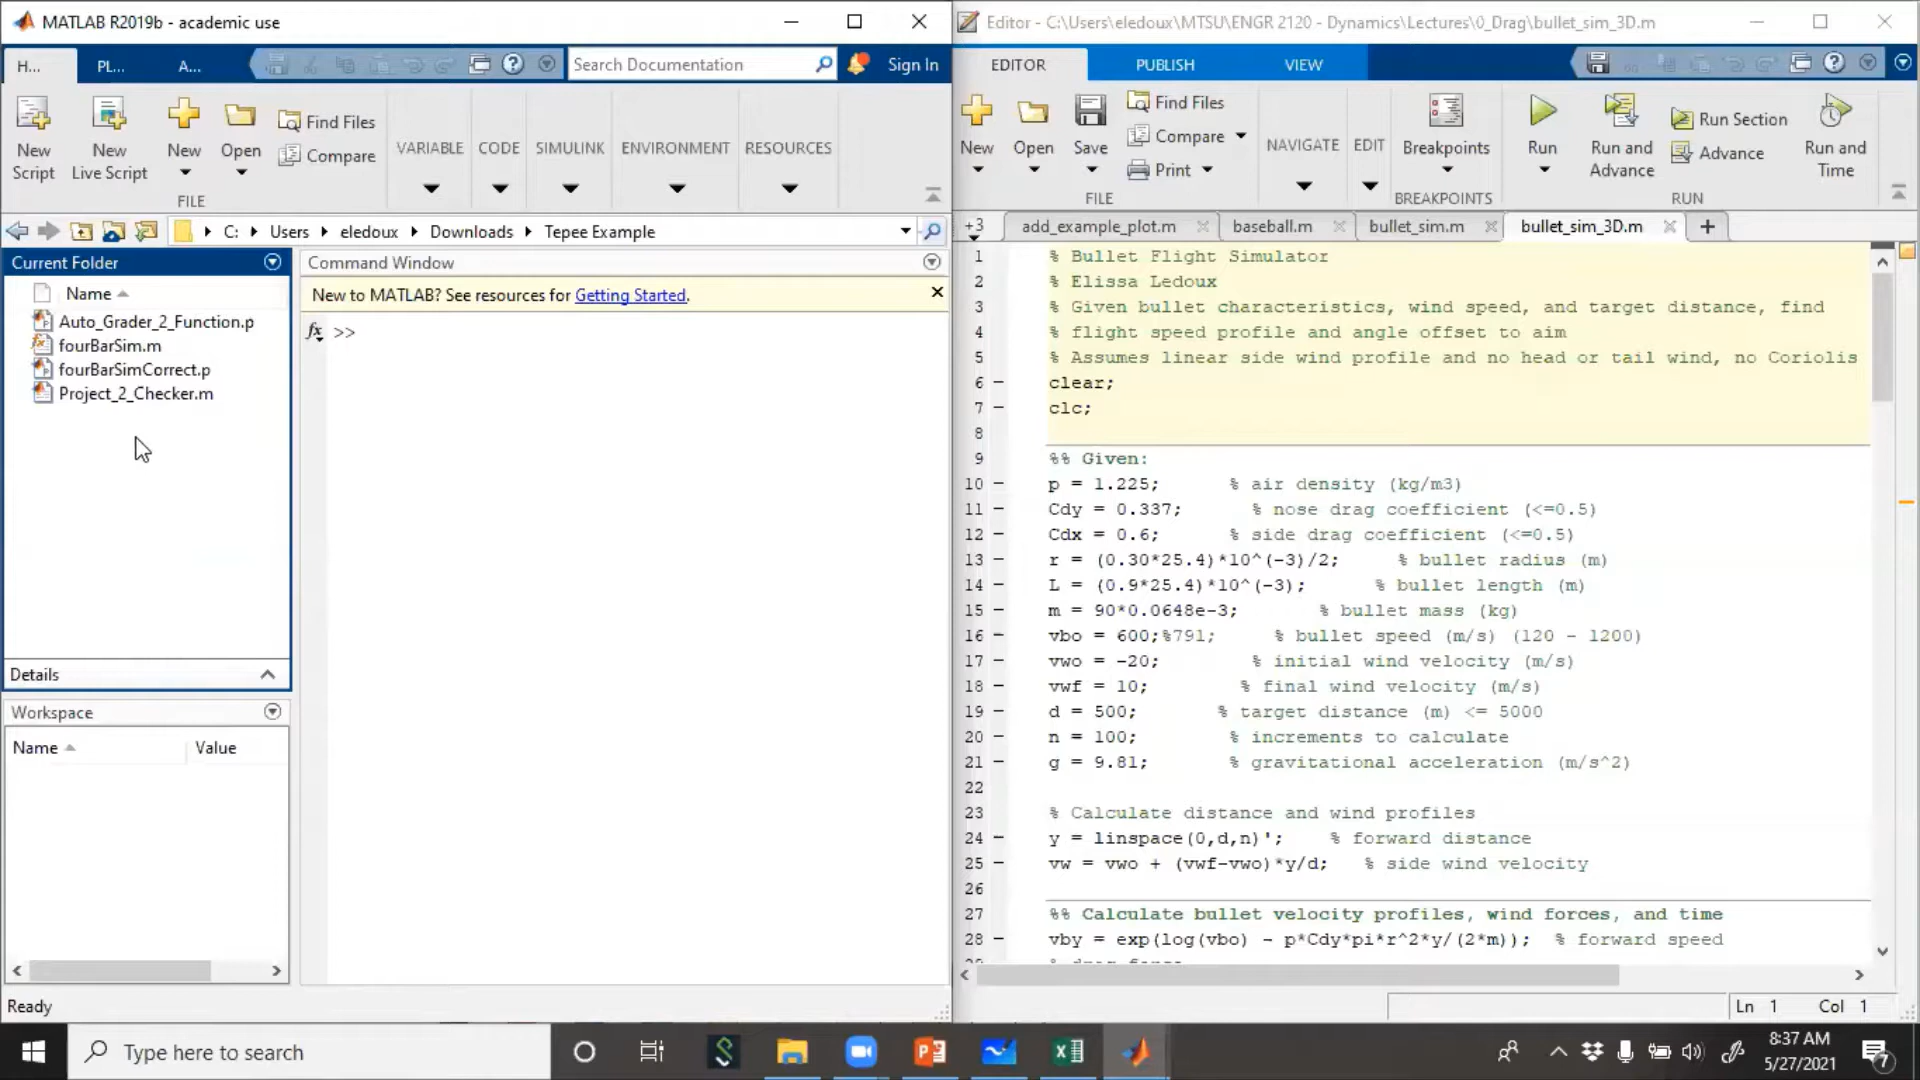 MATLAB R2019b - academic use
H...
PL...
A...
Search Documentation
Sign In
New Script
New Live Script
New
Open
Find Files
Compare
VARIABLE
CODE
SIMULINK
ENVIRONMENT
RESOURCES
FILE
C:
Users
eledoux
Downloads
Tepee Example
Current Folder
Name
Auto_Grader_2_Function.p
fourBarSim.m
fourBarSimCorrect.p
Project_2_Checker.m
Details
Workspace
Name
Value
Ready
Command Window
New to MATLAB? See resources for Getting Started.
fx >>
Editor - C:\Users\eledoux\MTSU\ENGR 2120 - Dynamics\Lectures\0_Drag\bullet_sim_3D.m
EDITOR
PUBLISH
VIEW
New
Open
Save
Find Files
Compare
Print
NAVIGATE
EDIT
Breakpoints
Run
Run and Advance
Run Section
Advance
Run and Time
FILE
BREAKPOINTS
RUN
+3
add_example_plot.m
baseball.m
bullet_sim.m
bullet_sim_3D.m
1 % Bullet Flight Simulator
2 % Elissa Ledoux
3 % Given bullet characteristics, wind speed, and target distance, find
4 % flight speed profile and angle offset to aim
5 % Assumes linear side wind profile and no head or tail wind, no Coriolis
6 - clear;
7 - clc;
8
9 %% Given:
10 - p = 1.225; % air density (kg/m3)
11 - Cdy = 0.337; % nose drag coefficient (<=0.5)
12 - Cdx = 0.6; % side drag coefficient (<=0.5)
13 - r = (0.30*25.4)*10^(-3)/2; % bullet radius (m)
14 - L = (0.9*25.4)*10^(-3); % bullet length (m)
15 - m = 90*0.0648e-3; % bullet mass (kg)
16 - vbo = 600;%791; % bullet speed (m/s) (120 - 1200)
17 - vwo = -20; % initial wind velocity (m/s)
18 - vwf = 10; % final wind velocity (m/s)
19 - d = 500; % target distance (m) <= 5000
20 - n = 100; % increments to calculate
21 - g = 9.81; % gravitational acceleration (m/s^2)
22
23 % Calculate distance and wind profiles
24 - y = linspace(0,d,n)'; % forward distance
25 - vw = vwo + (vwf-vwo)*y/d; % side wind velocity
26
27 %% Calculate bullet velocity profiles, wind forces, and time
28 - vby = exp(log(vbo) - p*Cdy*pi*r^2*y/(2*m)); % forward speed
Ln 1 Col 1
Type here to search
8:37 AM
5/27/2021
7